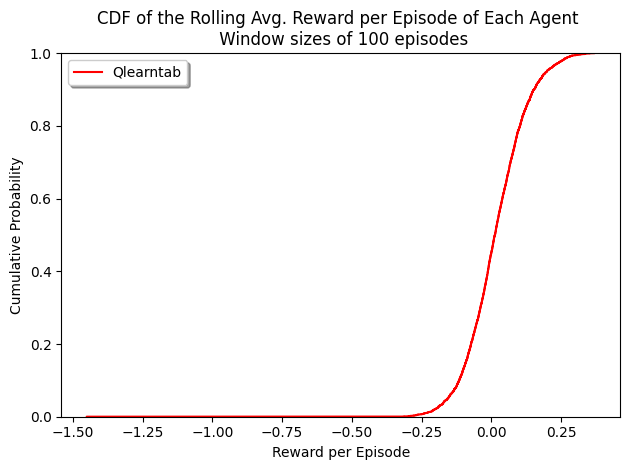 CDF of the Rolling Avg. Reward per Episode of Each Agent
Window sizes of 100 episodes
Qlearntab
Cumulative Probability
1.0
0.8
0.6
0.4
0.2
0.0
−1.50 −1.25 −1.00 −0.75 −0.50 −0.25 0.00 0.25
Reward per Episode